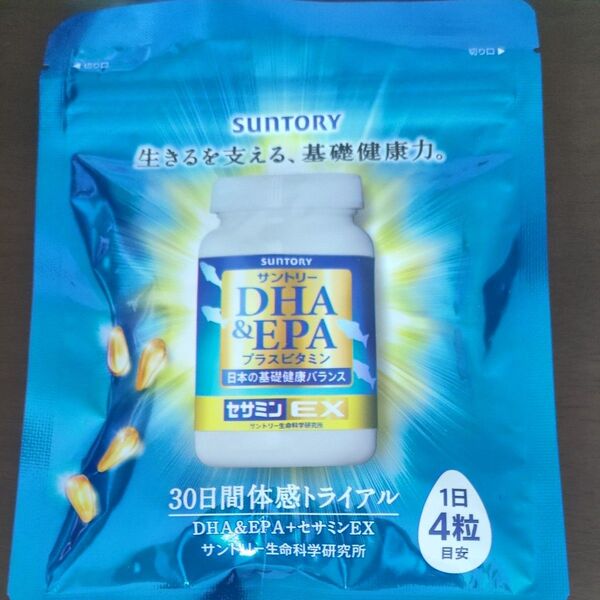 切り口
切り口
SUNTORY
生きるを支える、基礎健康力。
SUNTORY
サントリー
DHA
&EPA
プラスビタミン
日本の基礎健康バランス
セサミンEX
サントリー生命科学研究所
30日間体感トライアル
DHA&EPA+セサミンEX
サントリー生命科学研究所
1日
4粒
目安